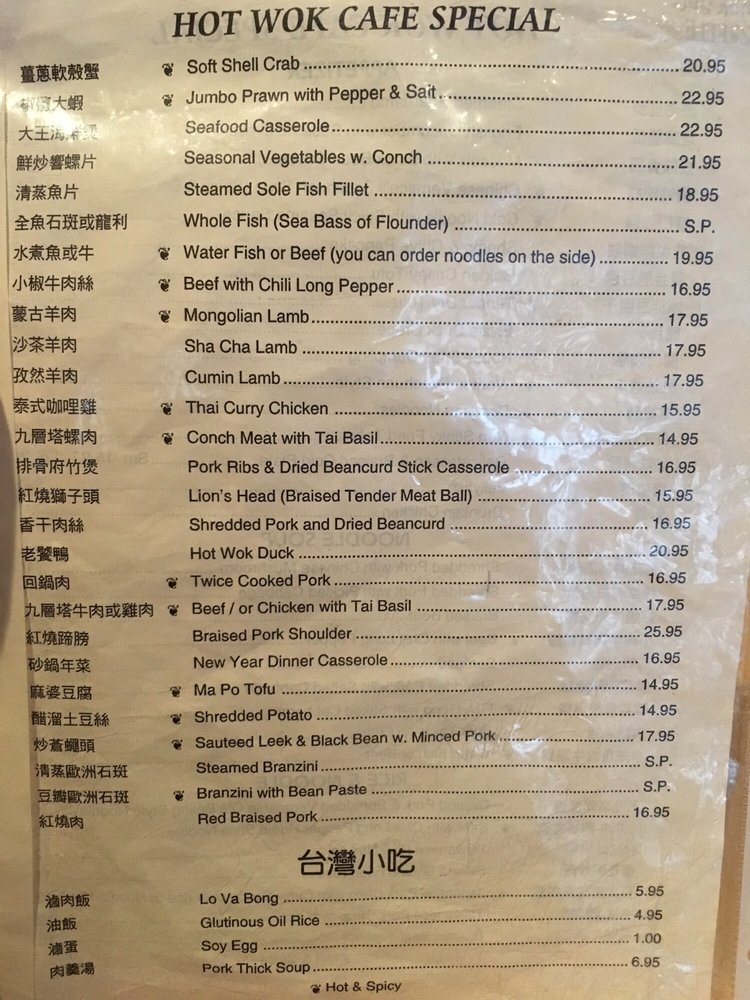 HOT WOK CAFE SPECIAL
薑蔥軟殼蟹 Soft Shell Crab 20.95
椒鹽大蝦 Jumbo Prawn with Pepper & Salt 22.95
大王海鮮煲 Seafood Casserole 22.95
鮮炒響螺片 Seasonal Vegetables w. Conch 21.95
清蒸魚片 Steamed Sole Fish Fillet 18.95
全魚石斑或龍利 Whole Fish (Sea Bass of Flounder) S.P.
水煮魚或牛 Water Fish or Beef (you can order noodles on the side) 19.95
小椒牛肉絲 Beef with Chili Long Pepper 16.95
蒙古羊肉 Mongolian Lamb 17.95
沙茶羊肉 Sha Cha Lamb 17.95
孜然羊肉 Cumin Lamb 17.95
泰式咖哩雞 Thai Curry Chicken 15.95
九層塔螺肉 Conch Meat with Tai Basil 14.95
排骨府竹煲 Pork Ribs & Dried Beancurd Stick Casserole 16.95
紅燒獅子頭 Lion's Head (Braised Tender Meat Ball) 15.95
香干肉絲 Shredded Pork and Dried Beancurd 16.95
老饕鴨 Hot Wok Duck 20.95
回鍋肉 Twice Cooked Pork 16.95
九層塔牛肉或雞肉 Beef / or Chicken with Tai Basil 17.95
紅燒蹄膀 Braised Pork Shoulder 25.95
砂鍋年菜 New Year Dinner Casserole 16.95
麻婆豆腐 Ma Po Tofu 14.95
醋溜土豆絲 Shredded Potato 14.95
炒蒼蠅頭 Sauteed Leek & Black Bean w. Minced Pork 17.95
清蒸歐洲石斑 Steamed Branzini S.P.
豆瓣歐洲石斑 Branzini with Bean Paste S.P.
紅燒肉 Red Braised Pork 16.95
台灣小吃
滷肉飯 Lo Va Bong 5.95
油飯 Glutinous Oil Rice 4.95
滷蛋 Soy Egg 1.00
肉羹湯 Pork Thick Soup 6.95
Hot & Spicy